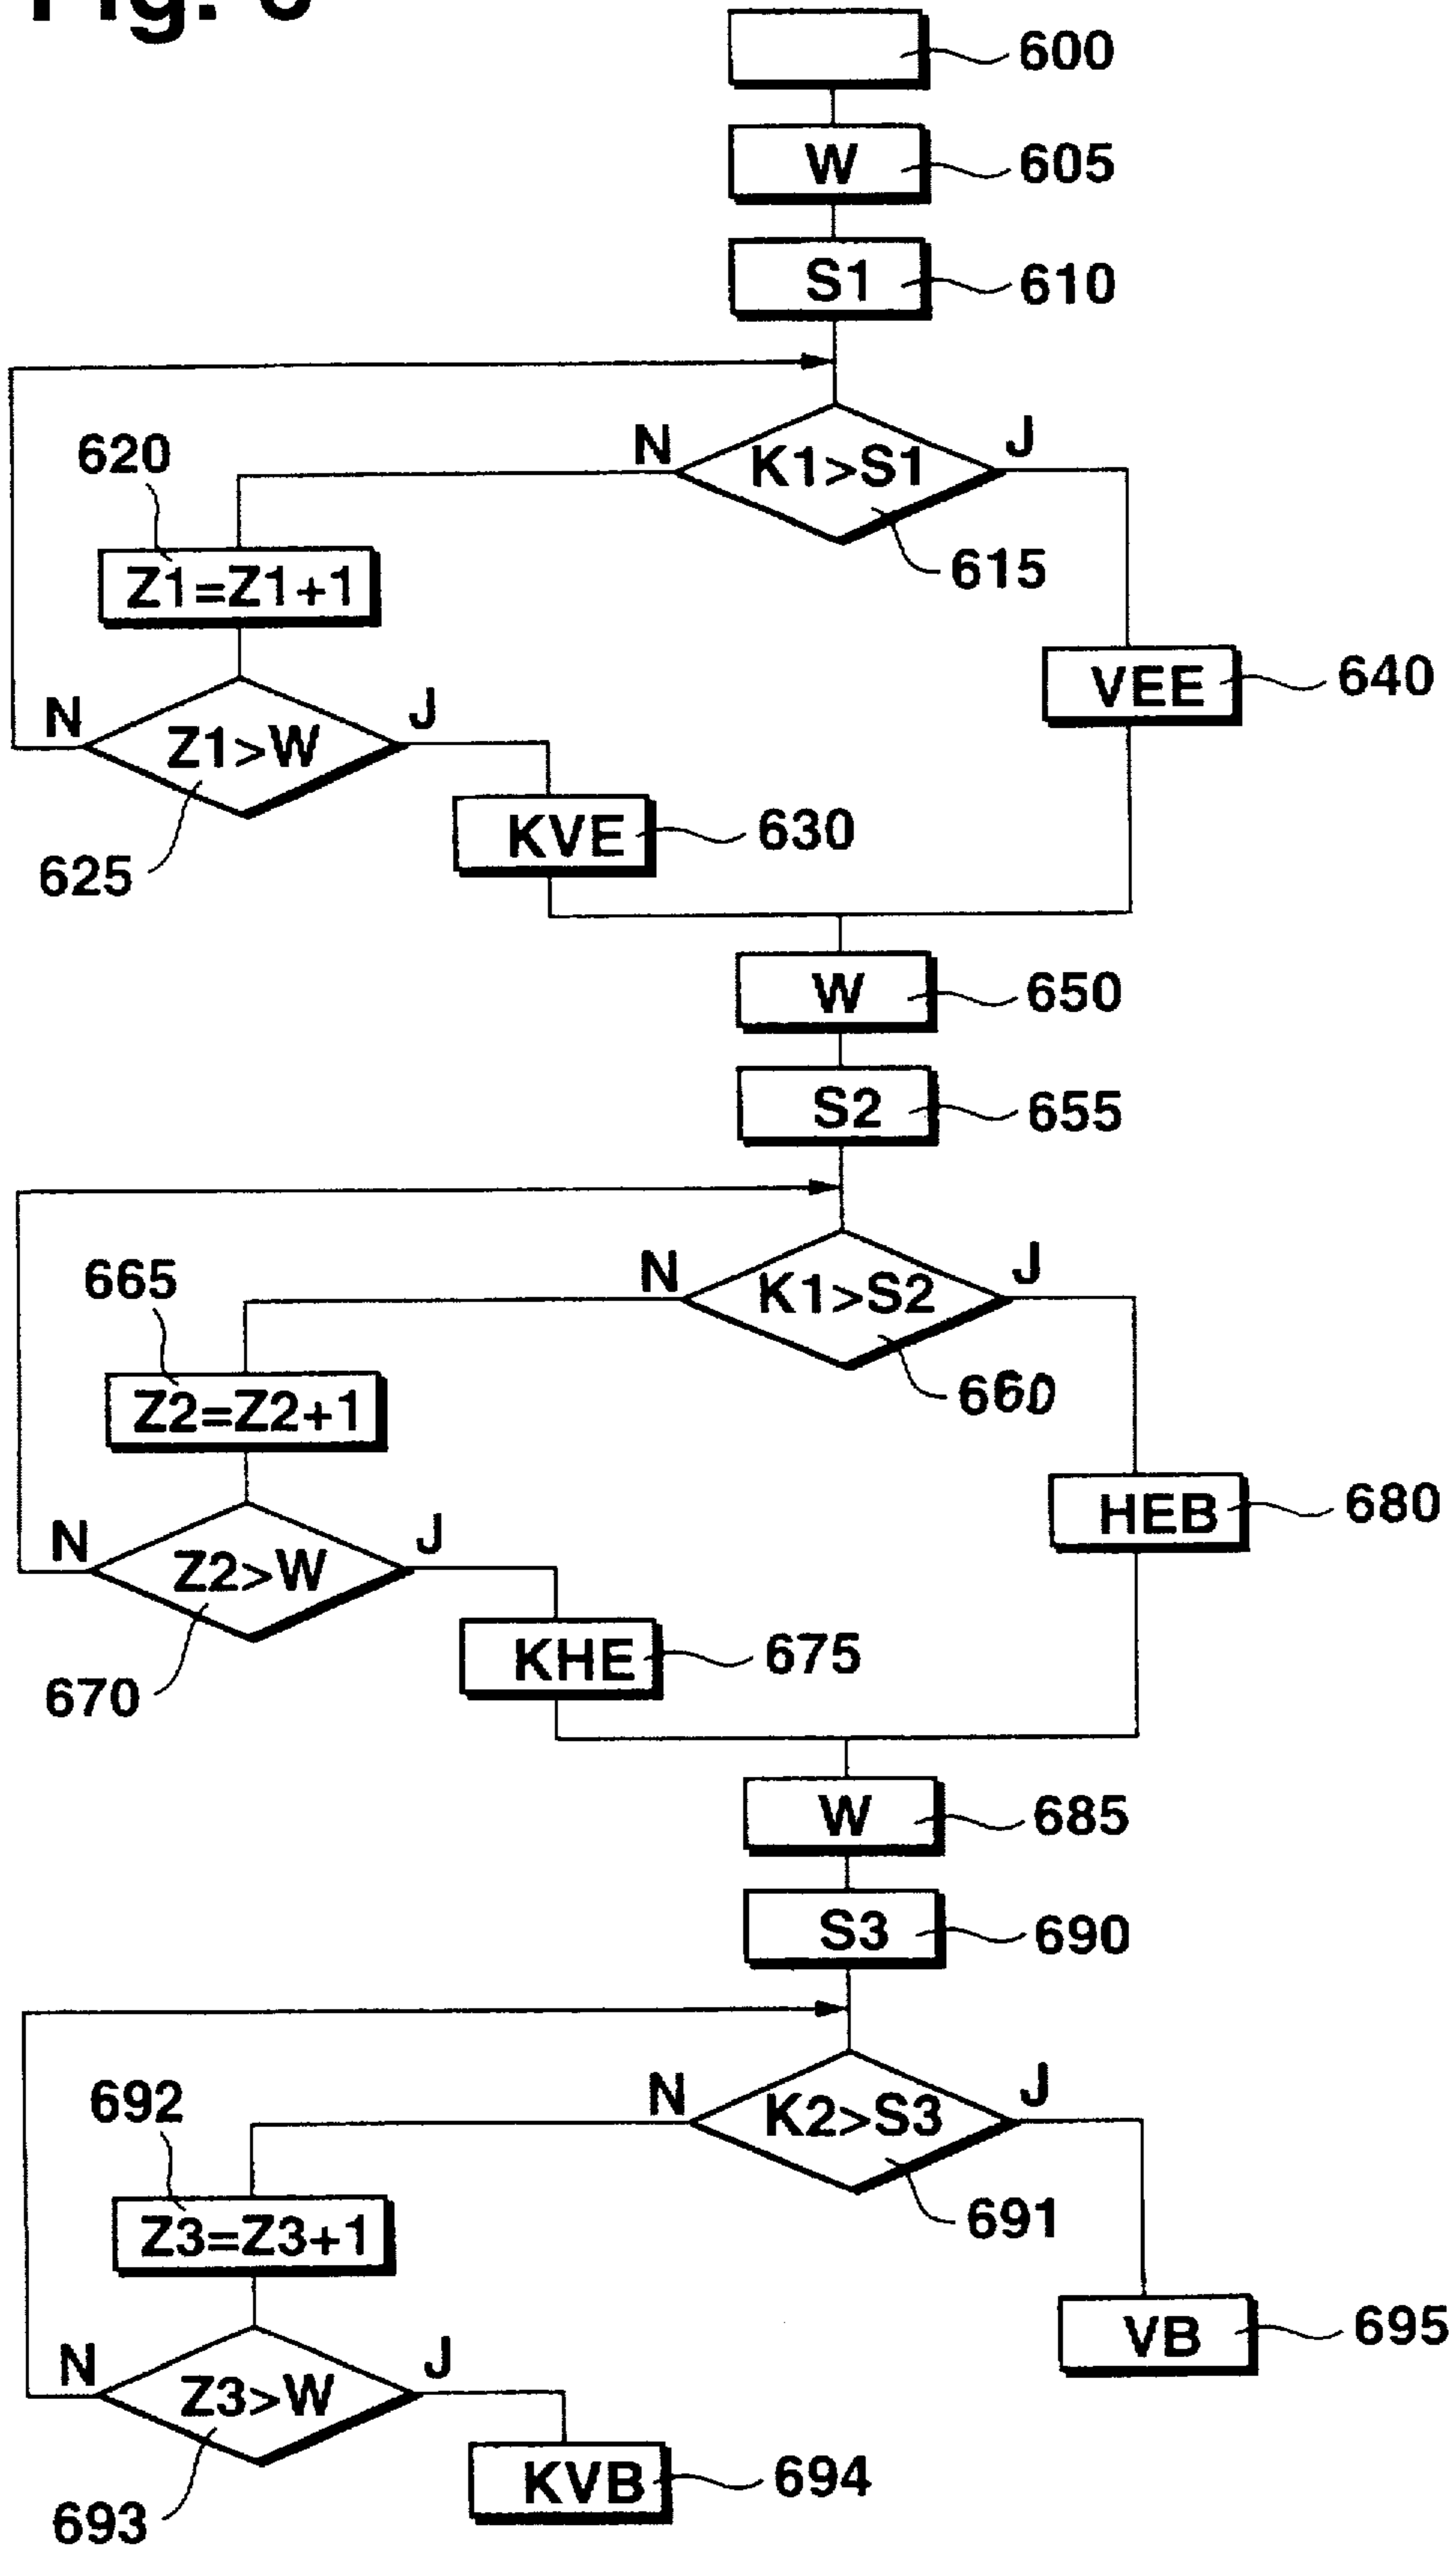 600
W
605
S1
610
N
K1>S1
J
615
620
Z1=Z1+1
VEE
640
N
Z1>W
J
625
KVE
630
W
650
S2
655
N
K1>S2
J
660
665
Z2=Z2+1
HEB
680
N
Z2>W
J
670
KHE
675
W
685
S3
690
N
K2>S3
J
691
692
Z3=Z3+1
VB
695
N
Z3>W
J
693
KVB
694